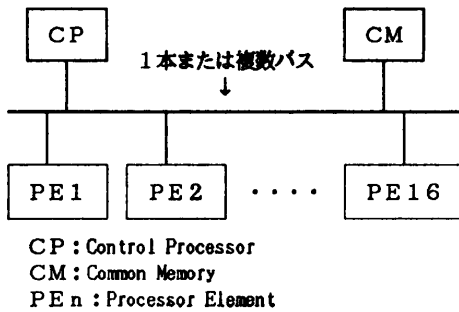 CP CM
1本または複数バス
↓
PE1 PE2 ・・・・ PE16
CP:Control Processor
CM:Common Memory
PEn:Processor Element